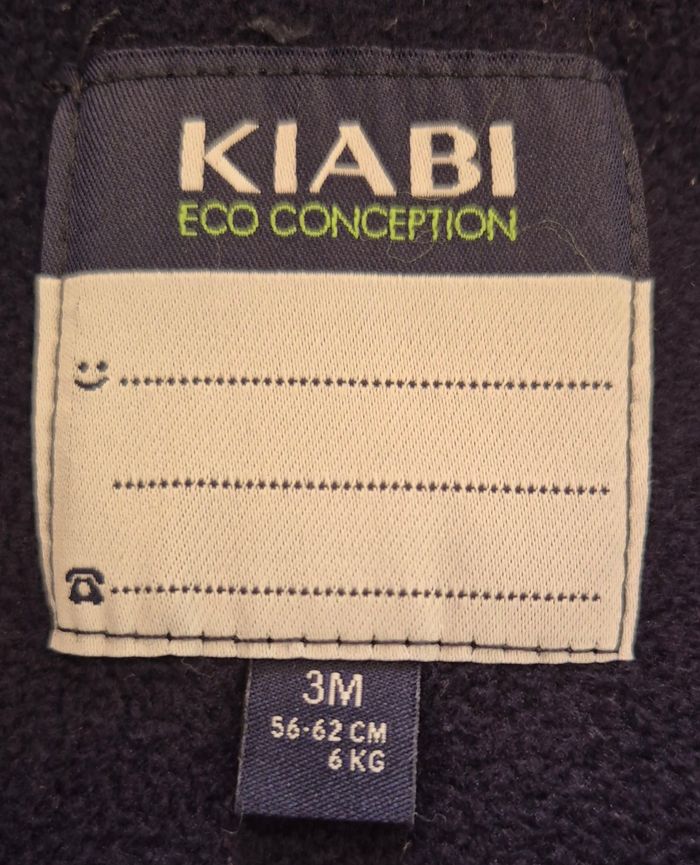 KIABI
ECO CONCEPTION
3M
56-62 CM
6 KG